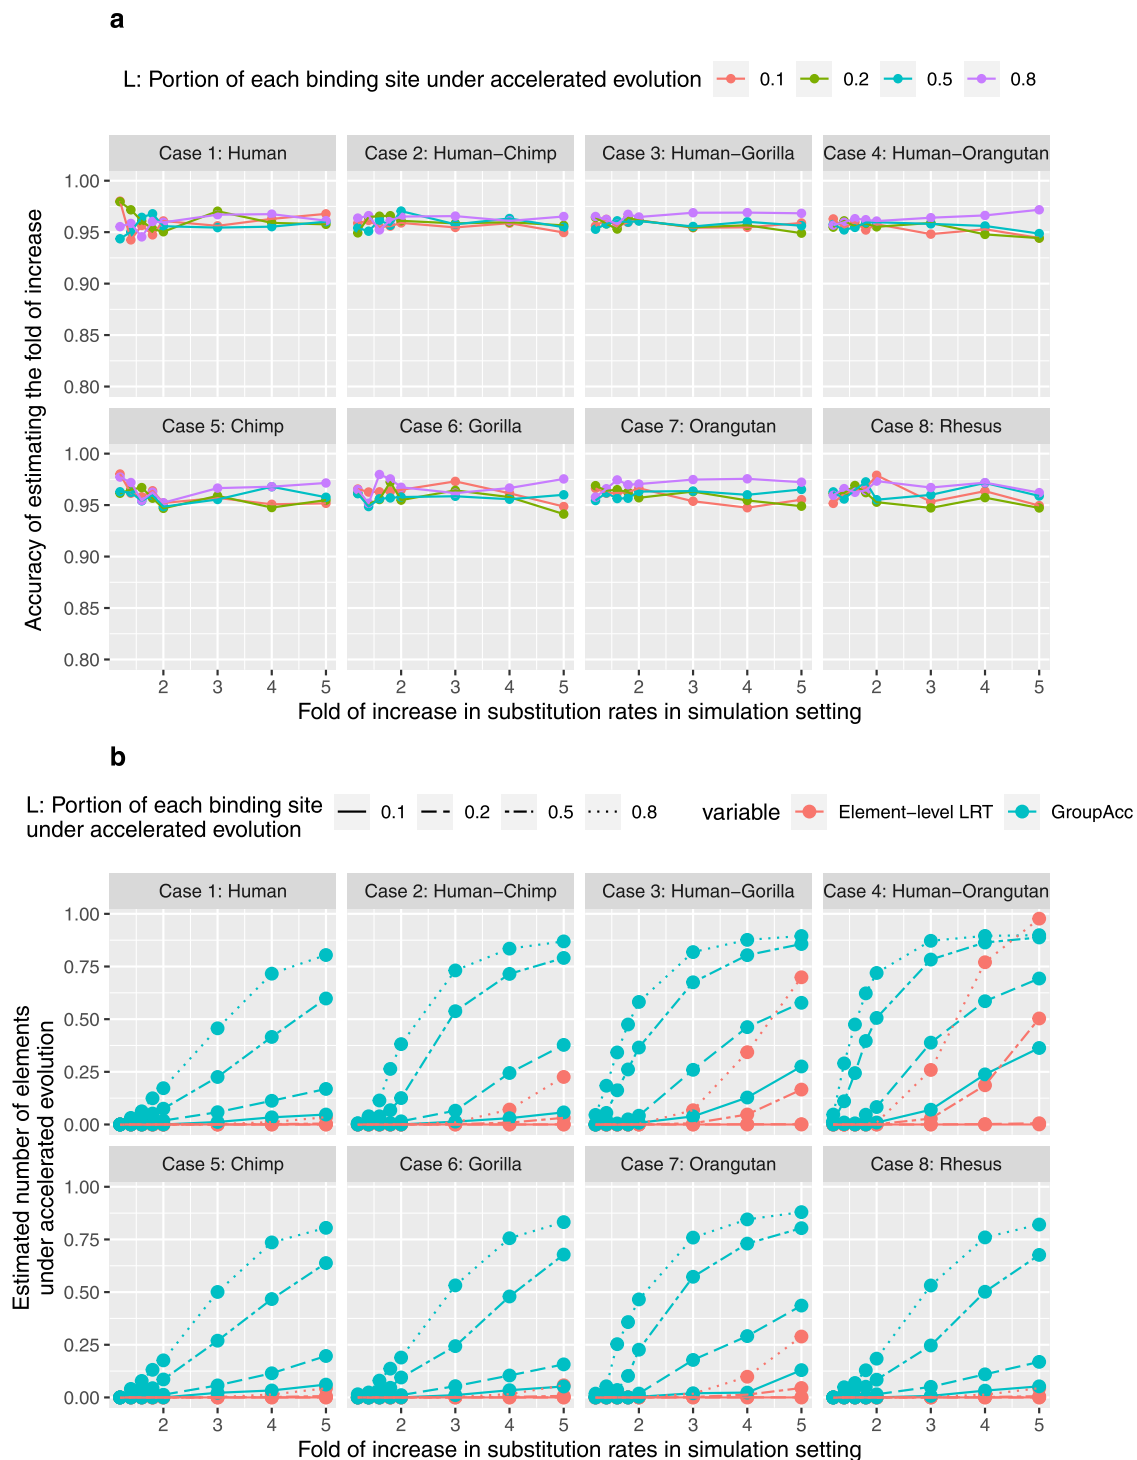 a
L: Portion of each binding site under accelerated evolution 0.1 0.2 0.5 0.8
Case 1: Human Case 2: Human−Chimp Case 3: Human−Gorilla Case 4: Human−Orangutan
1.00
0.95
0.90
0.85
0.80
Accuracy of estimating the fold of increase
Case 5: Chimp Case 6: Gorilla Case 7: Orangutan Case 8: Rhesus
1.00
0.95
0.90
0.85
0.80
2 3 4 5 2 3 4 5 2 3 4 5 2 3 4 5
Fold of increase in substitution rates in simulation setting
b
L: Portion of each binding site
under accelerated evolution
0.1 0.2 0.5 0.8 variable Element−level LRT GroupAcc
Case 1: Human Case 2: Human−Chimp Case 3: Human−Gorilla Case 4: Human−Orangutan
1.00
0.75
0.50
0.25
0.00
Estimated number of elements
under accelerated evolution
Case 5: Chimp Case 6: Gorilla Case 7: Orangutan Case 8: Rhesus
1.00
0.75
0.50
0.25
0.00
2 3 4 5 2 3 4 5 2 3 4 5 2 3 4 5
Fold of increase in substitution rates in simulation setting